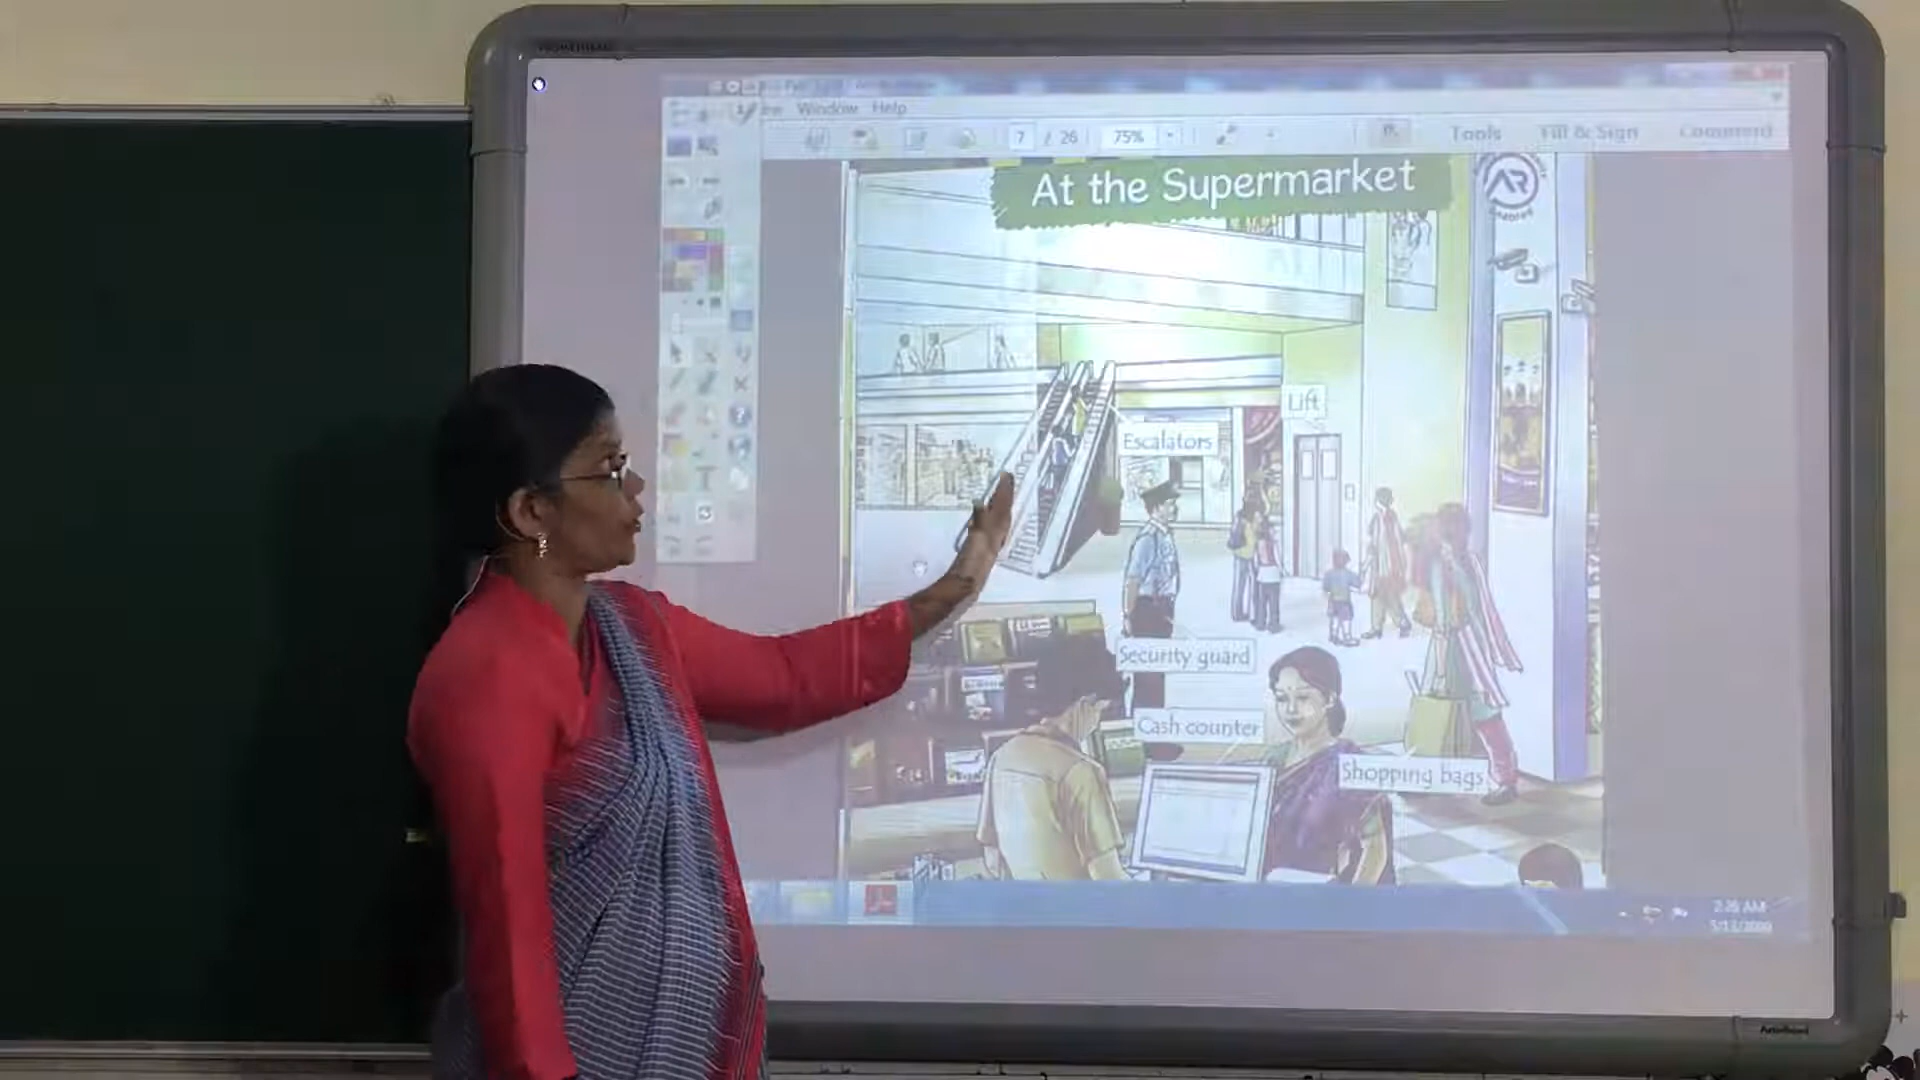 Window Help
7 / 26 75% Tools Fill & Sign Comment
At the Supermarket
AR
Lift
Escalators
Security guard
Cash counter
Shopping bags